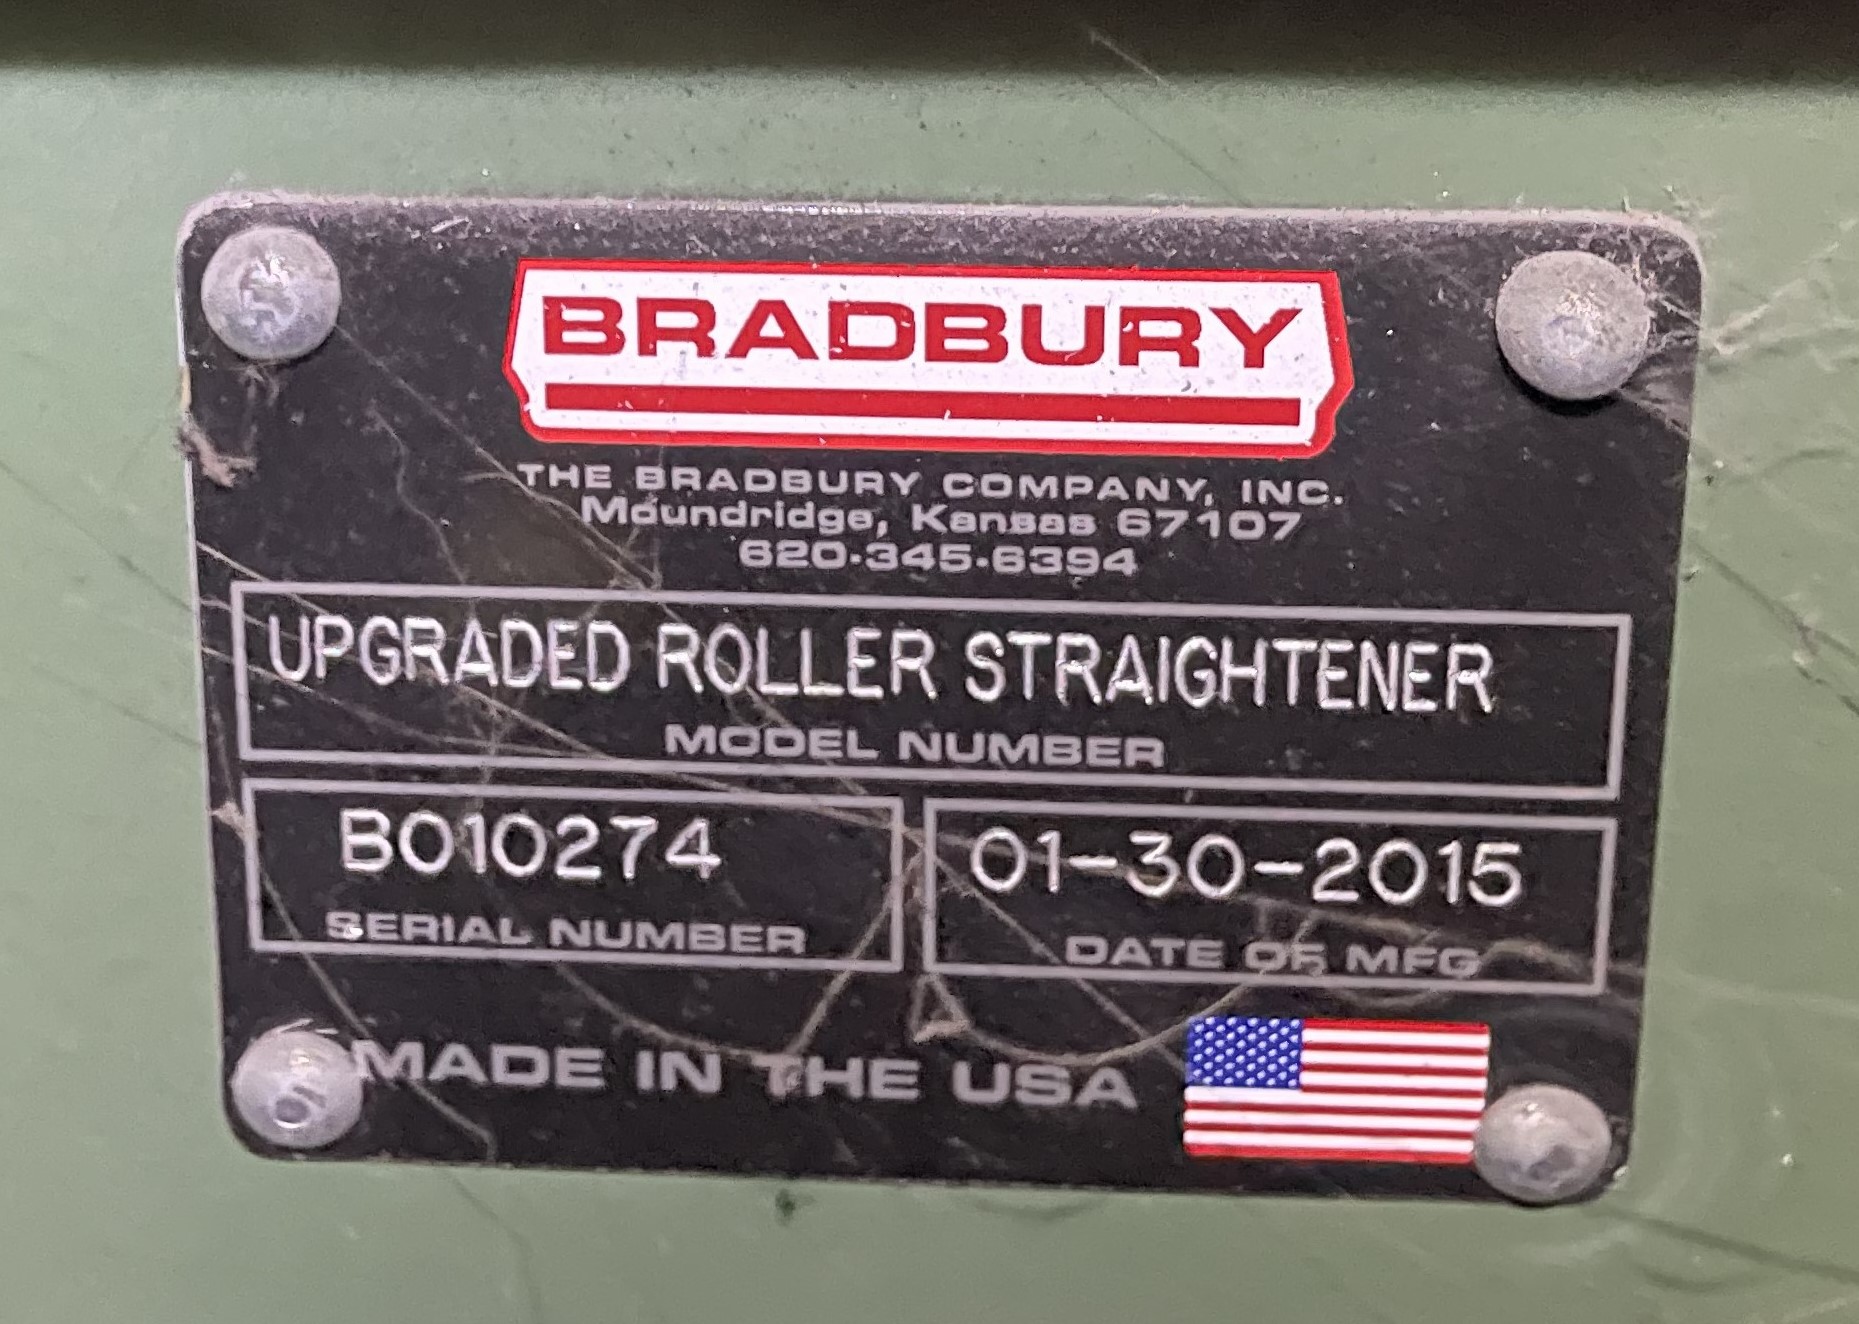 BRADBURY
THE BRADBURY COMPANY, INC.
Moundridge, Kansas 67107
620-345-6394
UPGRADED ROLLER STRAIGHTENER
MODEL NUMBER
B010274
SERIAL NUMBER
01-30-2015
DATE OF MFG
MADE IN THE USA